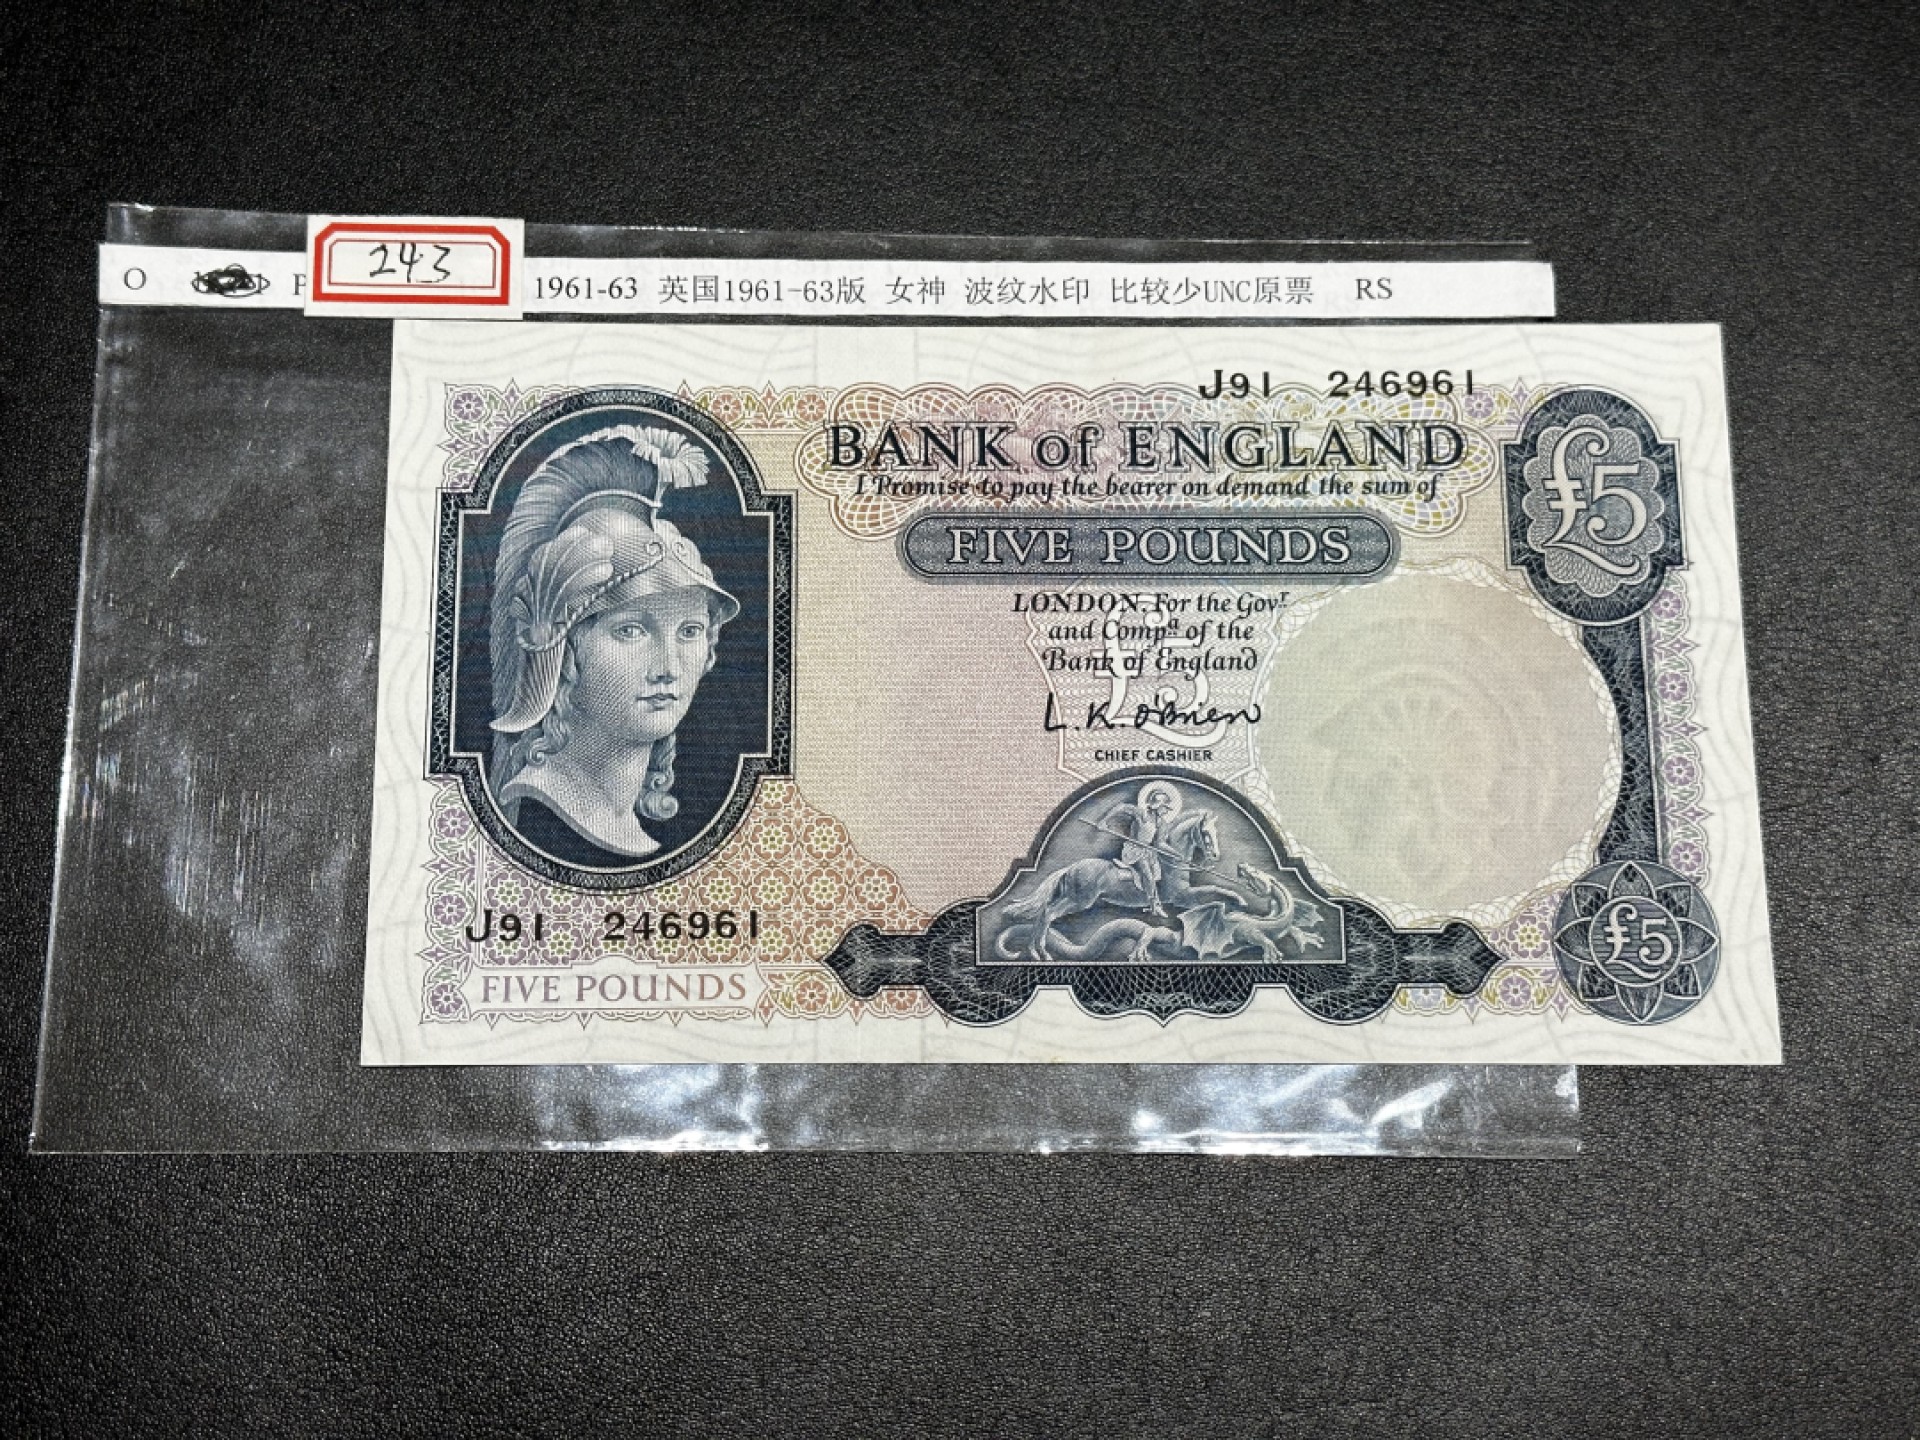 243
O P 1961-63 英国1961-63版 女神 波纹水印 比较少UNC原票 RS
J91 246961
BANK of ENGLAND
I Promise to pay the bearer on demand the sum of
FIVE POUNDS
£5
LONDON. For the Govr
and Compa of the
Bank of England
£5
L.K. O'Brien
CHIEF CASHIER
J91 246961
FIVE POUNDS
£5